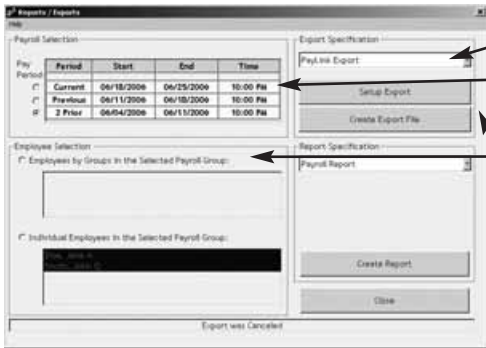 Reports / Exports
Help
Payroll Selection
Pay Period
Period Start End Time
Current 06/18/2006 06/25/2006 10:00 PM
Previous 06/11/2006 06/18/2006 10:00 PM
2 Prior 06/04/2006 06/11/2006 10:00 PM
Export Specification
PayLink Export
Setup Export
Create Export File
Employee Selection
Employees by Groups in the Selected Payroll Group:
Individual Employees in the Selected Payroll Group:
Report Specification
Payroll Report
Create Report
Close
Export was Canceled